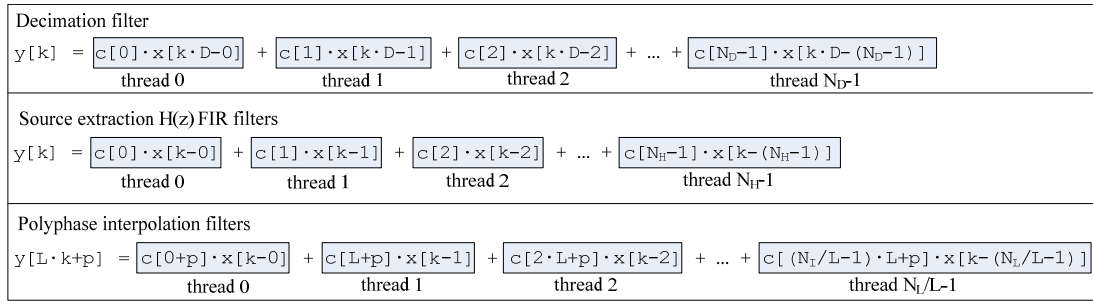 Decimation filter
y[k] = c[0]·x[k·D-0] + c[1]·x[k·D-1] + c[2]·x[k·D-2] + ... + c[N_D-1]·x[k·D-(N_D-1)]
thread 0 thread 1 thread 2 thread N_D-1
Source extraction H(z) FIR filters
y[k] = c[0]·x[k-0] + c[1]·x[k-1] + c[2]·x[k-2] + ... + c[N_H-1]·x[k-(N_H-1)]
thread 0 thread 1 thread 2 thread N_H-1
Polyphase interpolation filters
y[L·k+p] = c[0+p]·x[k-0] + c[L+p]·x[k-1] + c[2·L+p]·x[k-2] + ... + c[(N_I/L-1)·L+p]·x[k-(N_L/L-1)]
thread 0 thread 1 thread 2 thread N_L/L-1